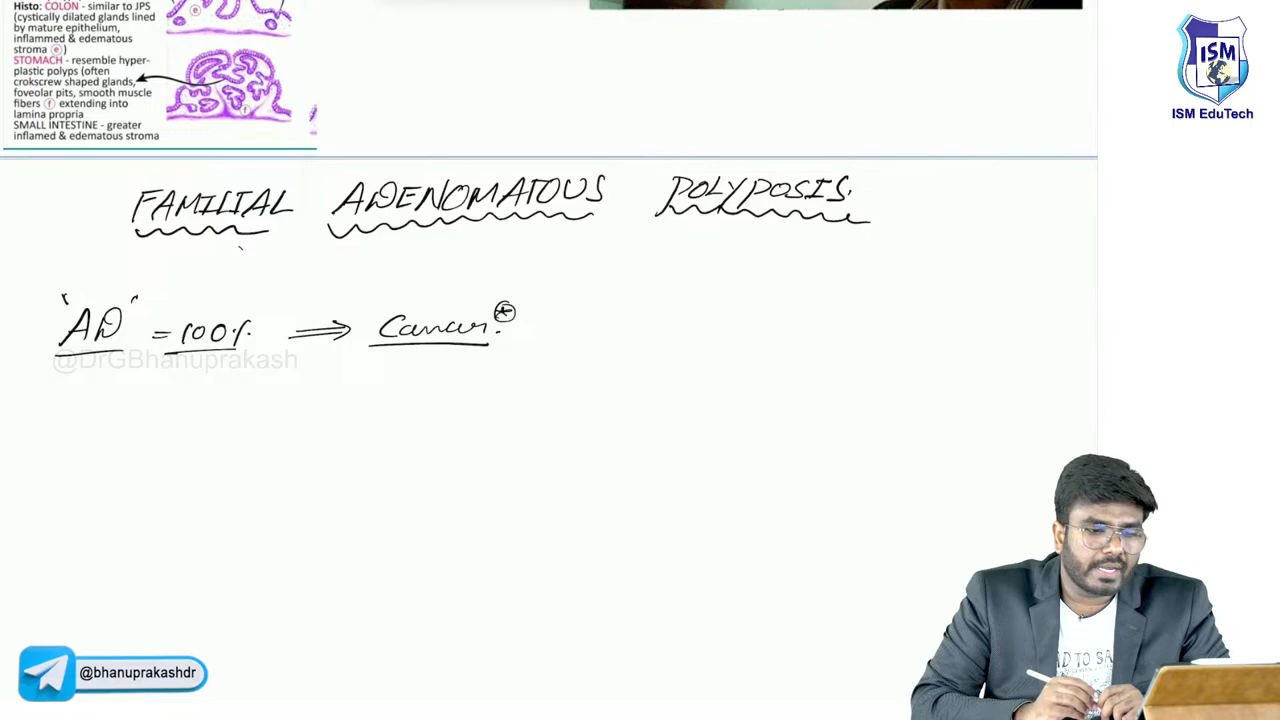 Histo: COLON - similar to JPS
(cystically dilated glands lined
by mature epithelium,
inflammed & edematous
stroma e)
STOMACH - resemble hyper-
plastic polyps (often
crokscrew shaped glands,
foveolar pits, smooth muscle
fibers f extending into
lamina propria
SMALL INTESTINE - greater
inflamed & edematous stroma
e
f
ISM
ISM EduTech
FAMILIAL ADENOMATOUS POLYPOSIS.
"AD" = 100% ⟹ Cancer.
@DrGBhanuprakash
@bhanuprakashdr